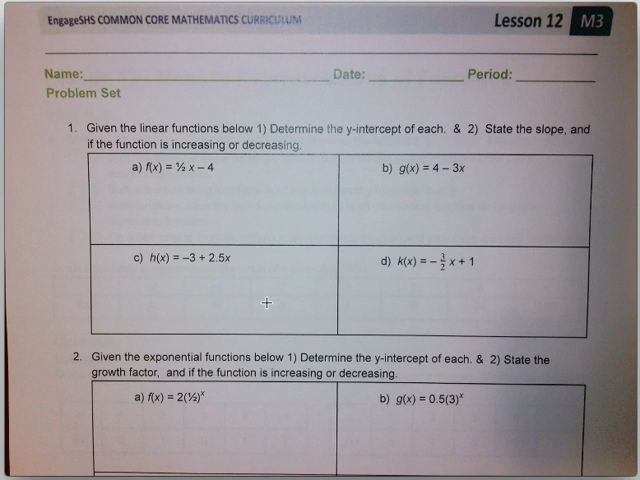 EngageSHS COMMON CORE MATHEMATICS CURRICULUM Lesson 12 M3
Name: Date: Period:
Problem Set
1. Given the linear functions below 1) Determine the y-intercept of each. & 2) State the slope, and
if the function is increasing or decreasing.
a) f(x) = ½ x – 4 b) g(x) = 4 – 3x
c) h(x) = –3 + 2.5x d) k(x) = – 3/2 x + 1
2. Given the exponential functions below 1) Determine the y-intercept of each. & 2) State the
growth factor, and if the function is increasing or decreasing.
a) f(x) = 2(½)ˣ b) g(x) = 0.5(3)ˣ